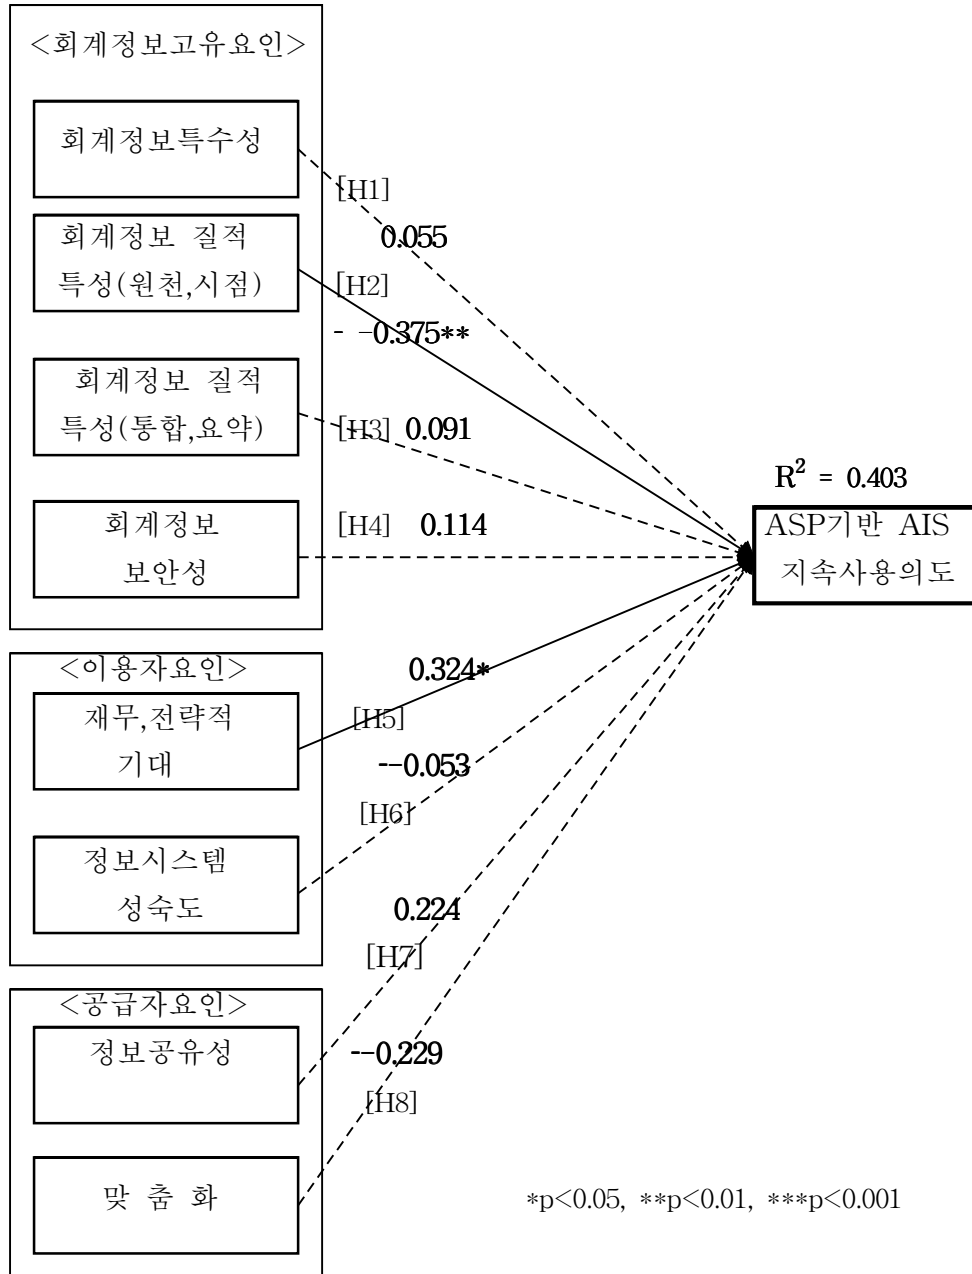 <회계정보고유요인>
회계정보특수성
[H1]
0.055
회계정보 질적
특성(원천,시점)
[H2]
- -0.375**
회계정보 질적
특성(통합,요약)
[H3] 0.091
R² = 0.403
회계정보
보안성
[H4] 0.114
ASP기반 AIS
지속사용의도
<이용자요인>
재무,전략적
기대
0.324*
[H5]
--0.053
[H6]
정보시스템
성숙도
0.224
[H7]
<공급자요인>
정보공유성
--0.229
[H8]
맞 춤 화
*p<0.05, **p<0.01, ***p<0.001